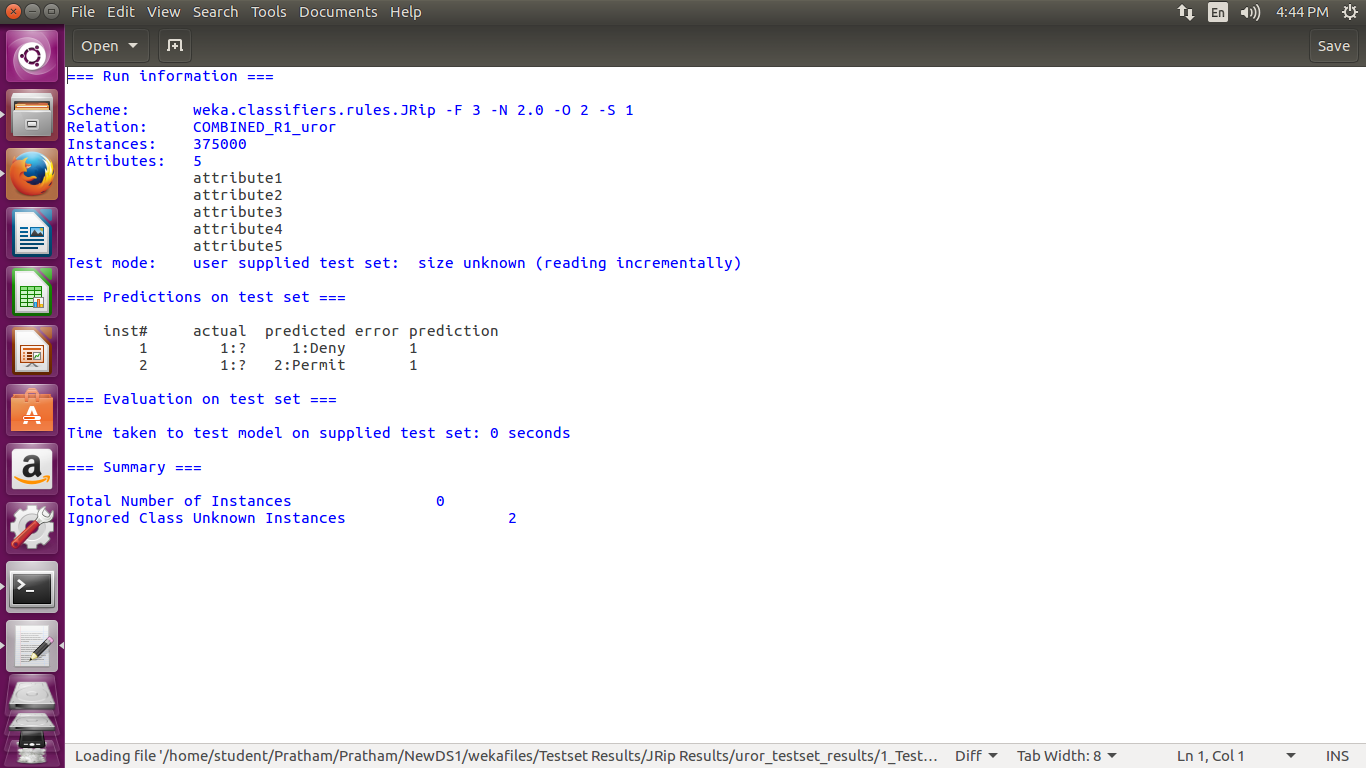 File Edit View Search Tools Documents Help En 4:44 PM
Open Save
=== Run information ===
Scheme: weka.classifiers.rules.JRip -F 3 -N 2.0 -O 2 -S 1
Relation: COMBINED_R1_uror
Instances: 375000
Attributes: 5
attribute1
attribute2
attribute3
attribute4
attribute5
Test mode: user supplied test set: size unknown (reading incrementally)
=== Predictions on test set ===
inst# actual predicted error prediction
1 1:? 1:Deny 1
2 1:? 2:Permit 1
=== Evaluation on test set ===
Time taken to test model on supplied test set: 0 seconds
=== Summary ===
Total Number of Instances 0
Ignored Class Unknown Instances 2
Loading file '/home/student/Pratham/Pratham/NewDS1/wekafiles/Testset Results/JRip Results/uror_testset_results/1_Test... Diff Tab Width: 8 Ln 1, Col 1 INS